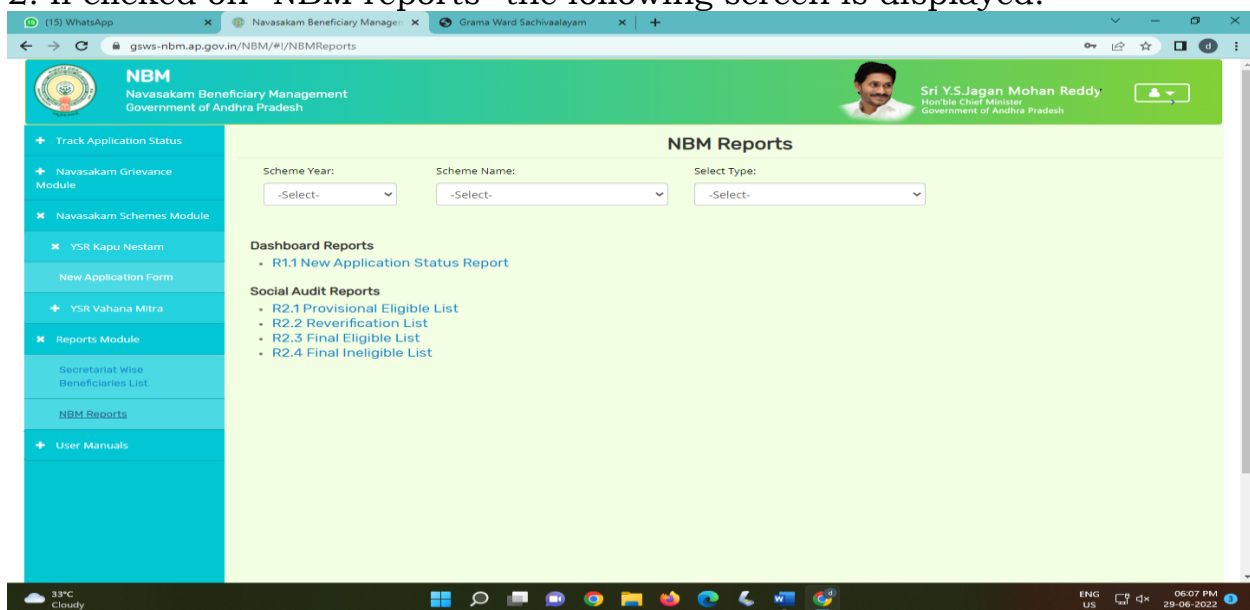 2. If clicked on "NBM reports" the following screen is displayed.
(15) WhatsApp
Navasakam Beneficiary Managem
Grama Ward Sachivaalayam
gsws-nbm.ap.gov.in/NBM/#!/NBMReports
d
NBM
Navasakam Beneficiary Management
Government of Andhra Pradesh
Sri Y.S.Jagan Mohan Reddy
Hon'ble Chief Minister
Government of Andhra Pradesh
Track Application Status
Navasakam Grievance
Module
Navasakam Schemes Module
YSR Kapu Nestam
New Application Form
YSR Vahana Mitra
Reports Module
Secretariat Wise
Beneficiaries List
NBM Reports
User Manuals
NBM Reports
Scheme Year:
-Select-
Scheme Name:
-Select-
Select Type:
-Select-
Dashboard Reports
R1.1 New Application Status Report
Social Audit Reports
R2.1 Provisional Eligible List
R2.2 Reverification List
R2.3 Final Eligible List
R2.4 Final Ineligible List
33°C
Cloudy
ENG
US
06:07 PM
29-06-2022
3